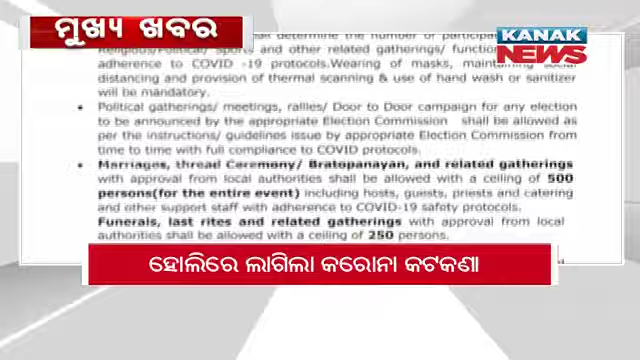 ମୁଖ୍ୟ ଖବର
KANAK
NEWS
determine the number of
Religious/Political/ Sports and other related gatherings/
adherence to COVID -19 protocols.Wearing of masks, maintaining social
distancing and provision of thermal scanning & use of hand wash or sanitizer
will be mandatory.
• Political gatherings/ meetings, rallies/ Door to Door campaign for any election
to be announced by the appropriate Election Commission shall be allowed as
per the instructions/ guidelines issue by appropriate Election Commission from
time to time with full compliance to COVID protocols.
• Marriages, thread Ceremony/ Bratopanayan, and related gatherings
with approval from local authorities shall be allowed with a ceiling of 500
persons(for the entire event) including hosts, guests, priests and catering
and other support staff with adherence to COVID-19 safety protocols.
Funerals, last rites and related gatherings with approval from local
authorities shall be allowed with a ceiling of 250 persons.
ହୋଲିରେ ଲାଗିଲା କରୋନା କଟକଣା